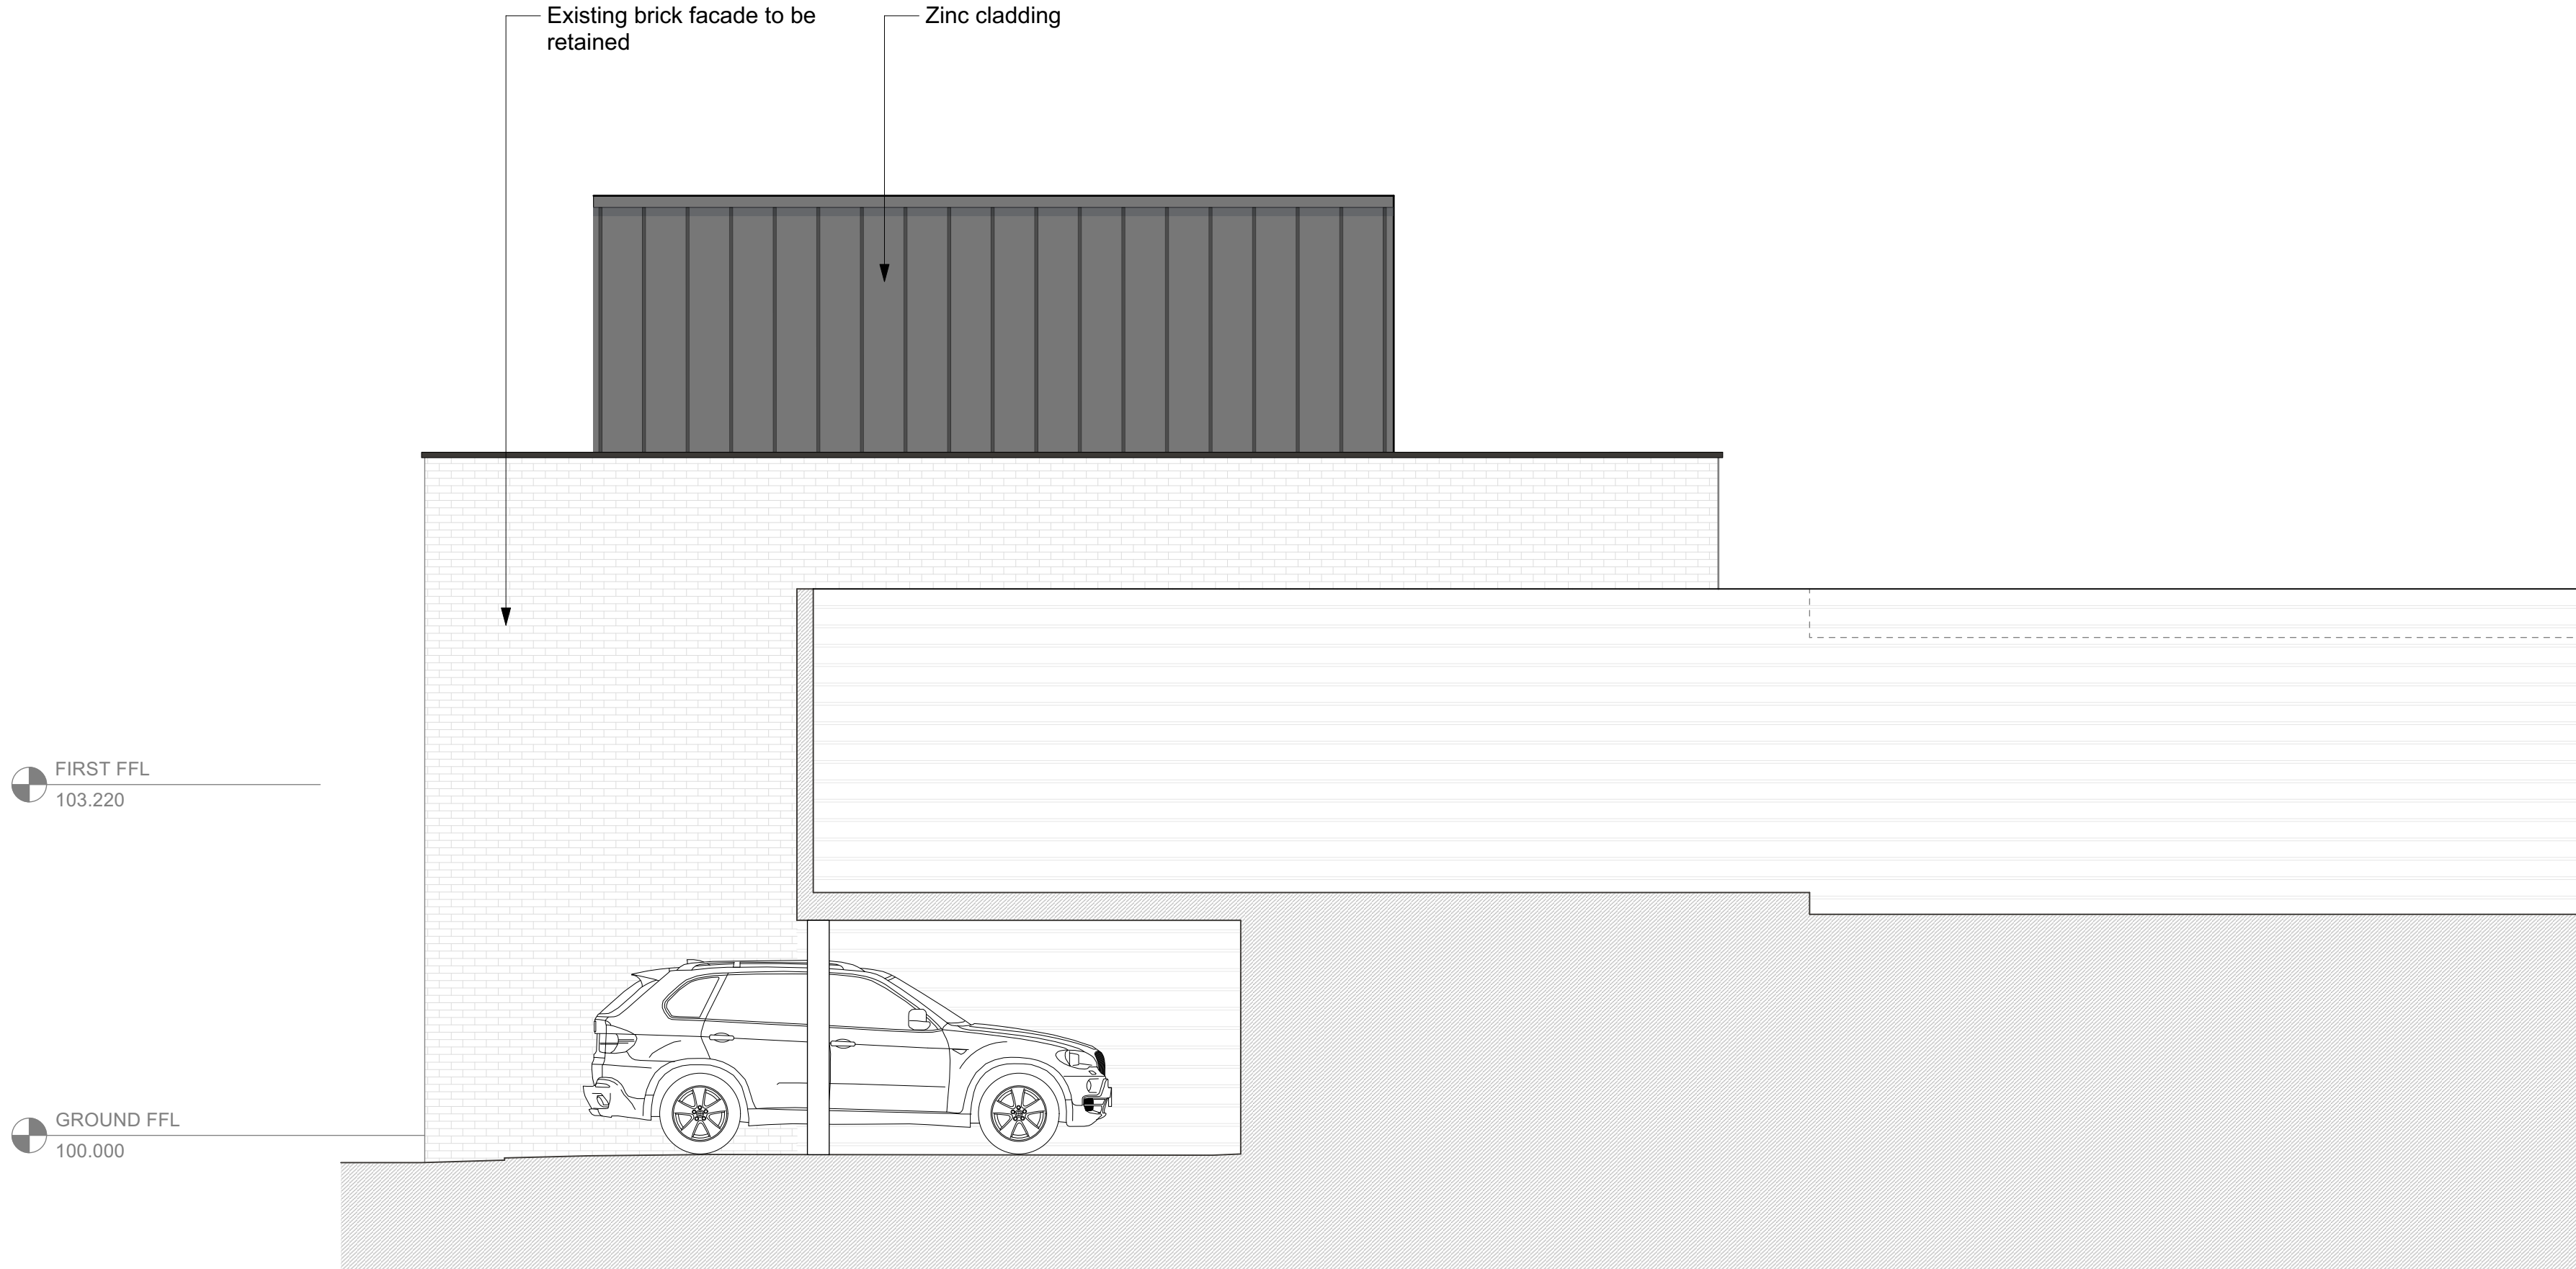 Existing brick facade to be
retained
Zinc cladding
FIRST FFL
103.220
GROUND FFL
100.000